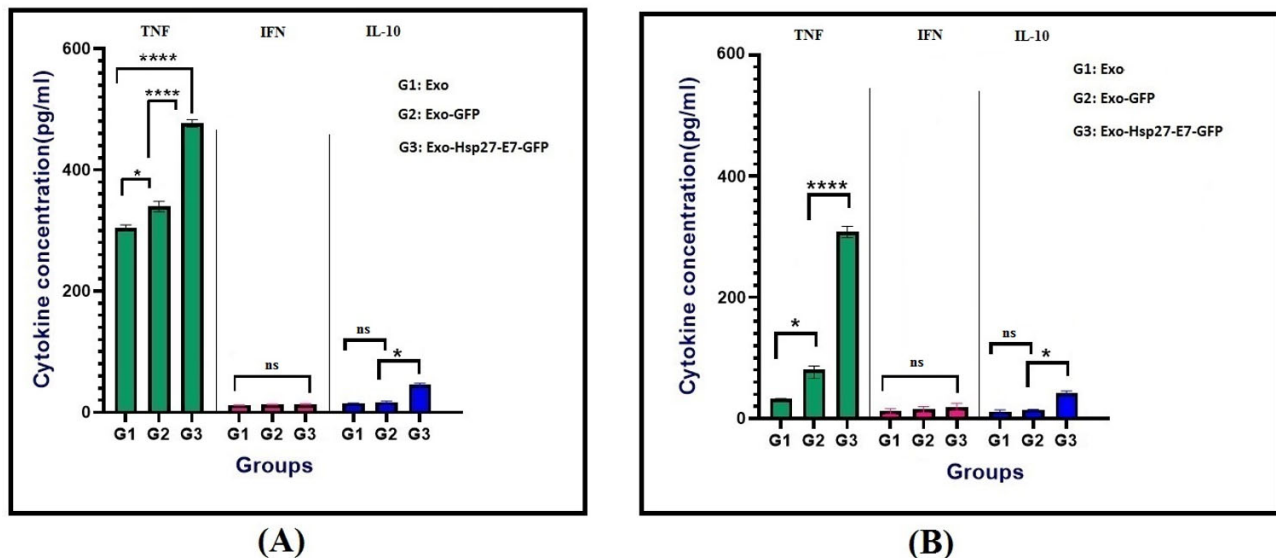 TNF IFN IL-10
600
400
200
0
Cytokine concentration(pg/ml)
G1: Exo
G2: Exo-GFP
G3: Exo-Hsp27-E7-GFP
****
****
*
ns
ns
*
G1 G2 G3 G1 G2 G3 G1 G2 G3
Groups
(A)
TNF IFN IL-10
600
400
200
0
Cytokine concentration(pg/ml)
G1: Exo
G2: Exo-GFP
G3: Exo-Hsp27-E7-GFP
****
*
ns
ns
*
G1 G2 G3 G1 G2 G3 G1 G2 G3
Groups
(B)